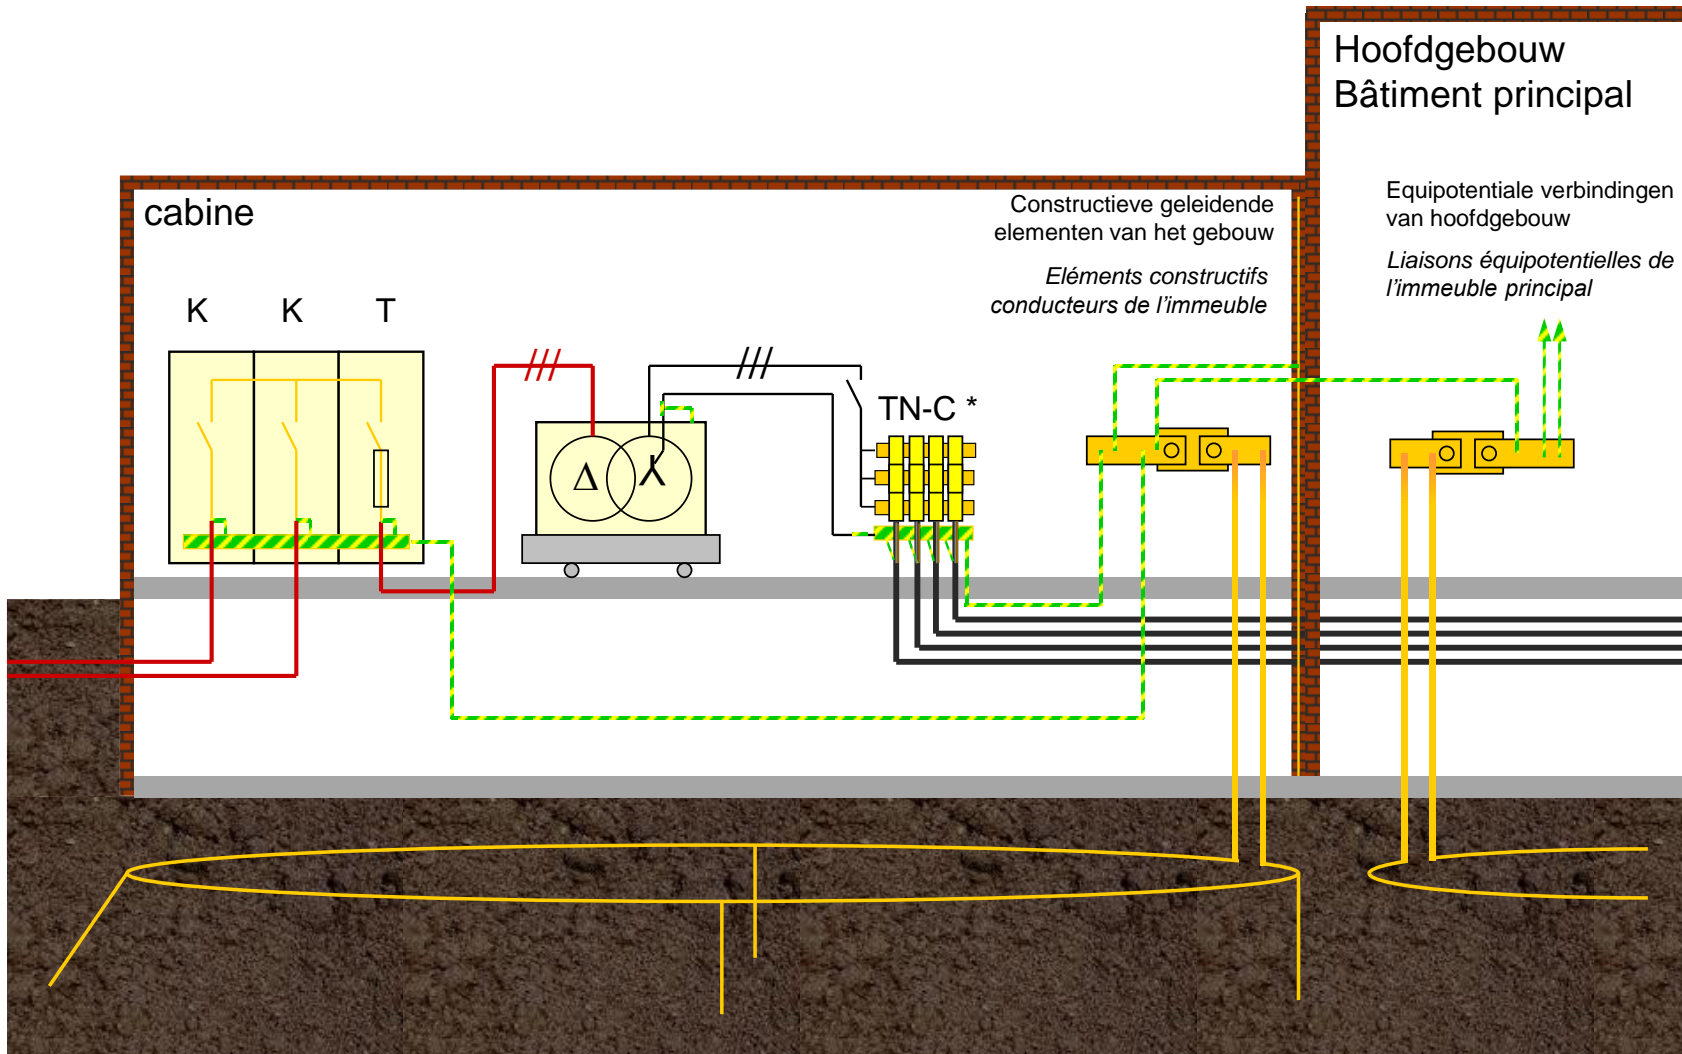 Hoofdgebouw
Bâtiment principal
cabine
Constructieve geleidende
elementen van het gebouw
Eléments constructifs
conducteurs de l'immeuble
Equipotentiale verbindingen
van hoofdgebouw
Liaisons équipotentielles de
l'immeuble principal
K K T
TN-C *
Δ